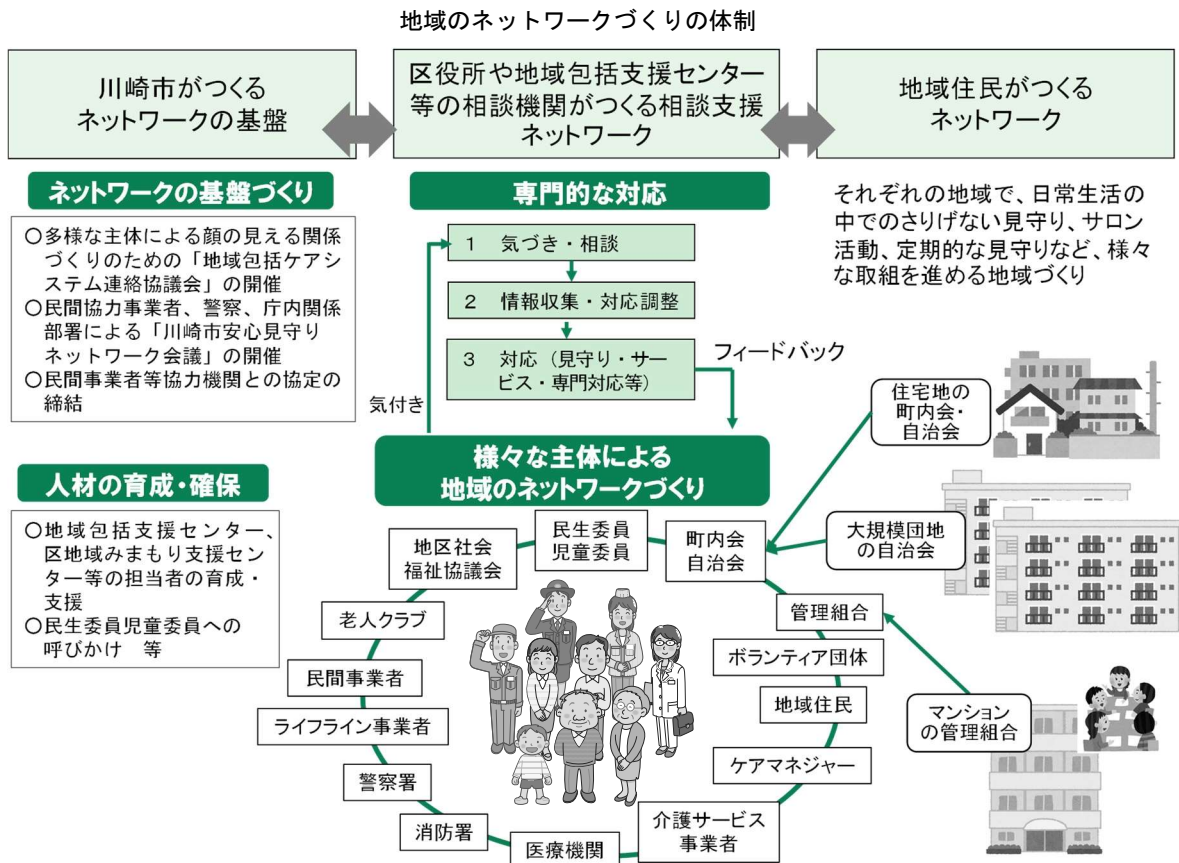 地域のネットワークづくりの体制
川崎市がつくる
ネットワークの基盤
区役所や地域包括支援センター
等の相談機関がつくる相談支援
ネットワーク
地域住民がつくる
ネットワーク
ネットワークの基盤づくり
○多様な主体による顔の見える関係
づくりのための「地域包括ケアシ
ステム連絡協議会」の開催
○民間協力事業者、警察、庁内関係
部署による「川崎市安心見守り
ネットワーク会議」の開催
○民間事業者等協力機関との協定の
締結
人材の育成・確保
○地域包括支援センター、
区地域みまもり支援セン
ター等の担当者の育成・
支援
○民生委員児童委員への
呼びかけ 等
専門的な対応
1 気づき・相談
2 情報収集・対応調整
3 対応（見守り・サー
ビス・専門対応等）
気付き
フィードバック
様々な主体による
地域のネットワークづくり
民生委員
児童委員
町内会
自治会
管理組合
ボランティア団体
地域住民
ケアマネジャー
介護サービス
事業者
医療機関
消防署
警察署
ライフライン事業者
民間事業者
老人クラブ
地区社会
福祉協議会
それぞれの地域で、日常生活の
中でのさりげない見守り、サロン
活動、定期的な見守りなど、様々
な取組を進める地域づくり
住宅地の
町内会・
自治会
大規模団地
の自治会
マンション
の管理組合